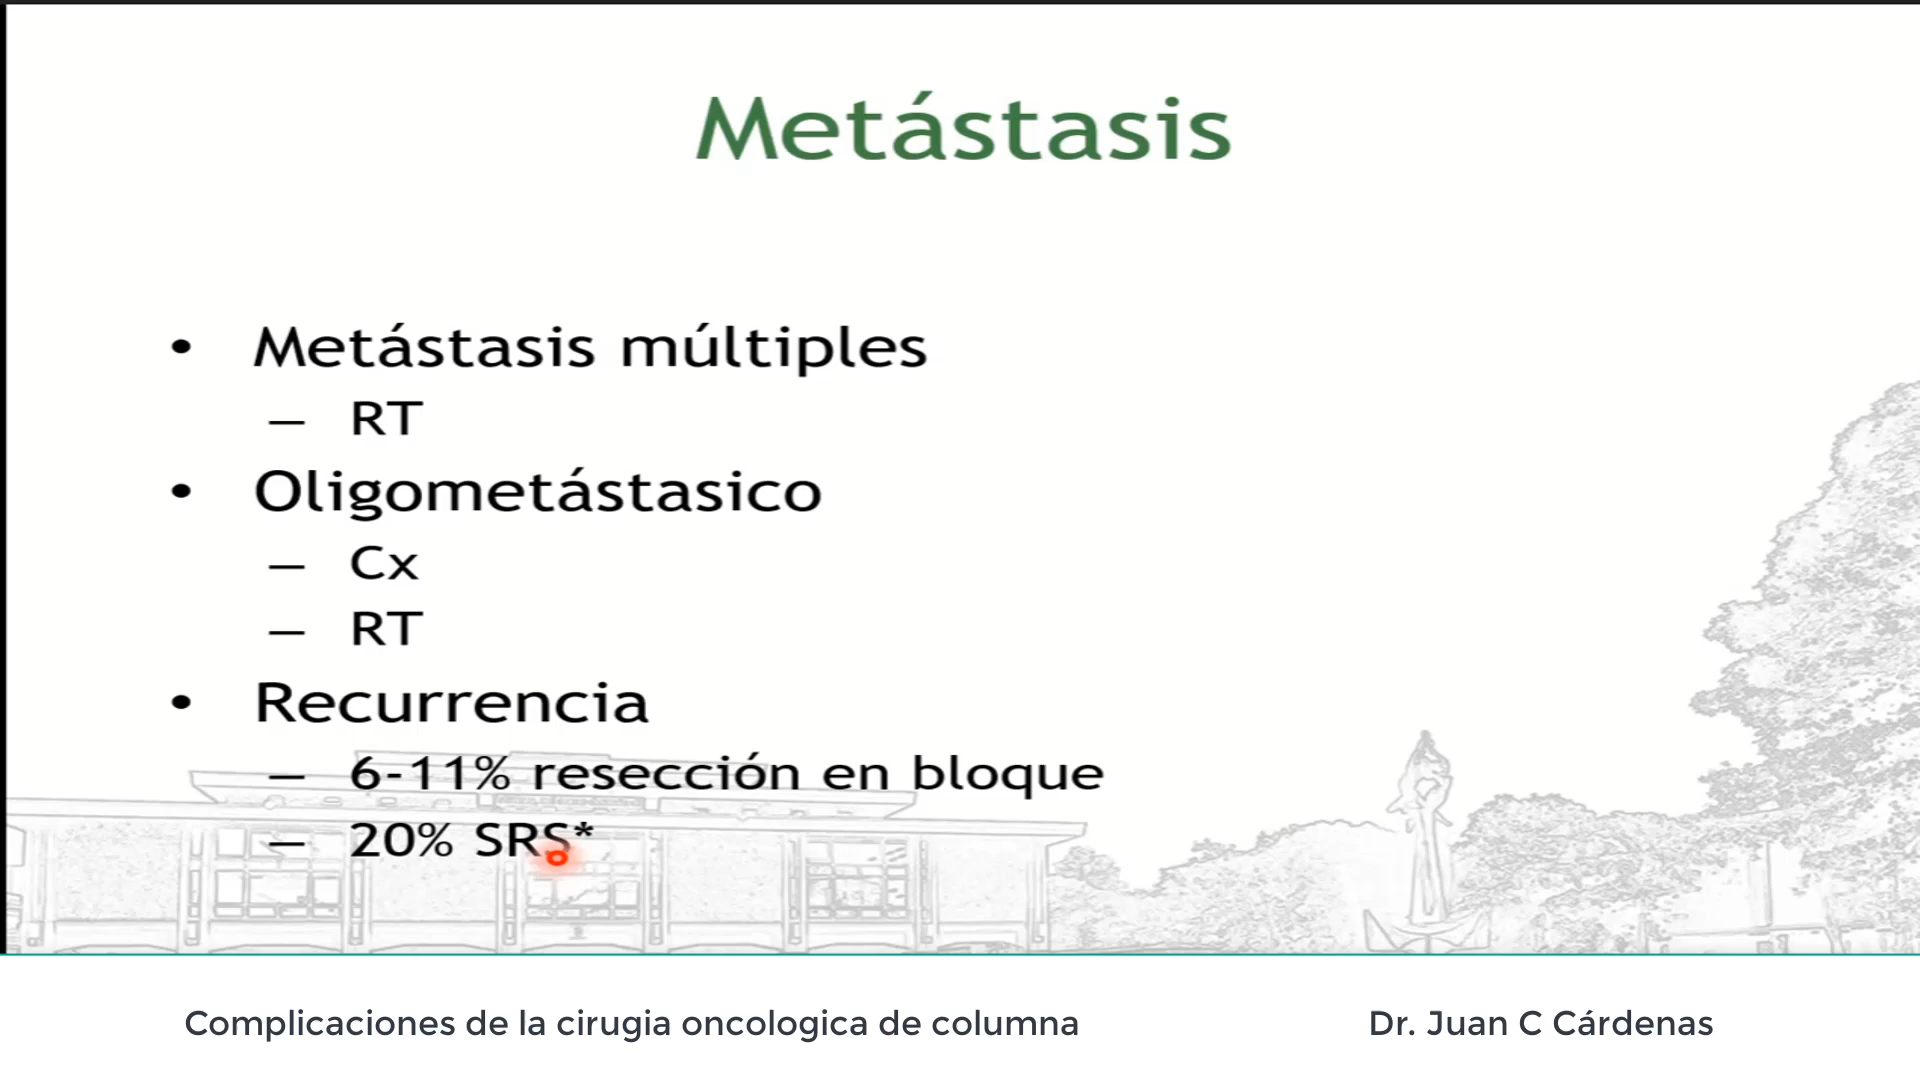 Metástasis
• Metástasis múltiples
– RT
• Oligometástasico
– Cx
– RT
• Recurrencia
– 6-11% resección en bloque
– 20% SRS*
Complicaciones de la cirugia oncologica de columna
Dr. Juan C Cárdenas